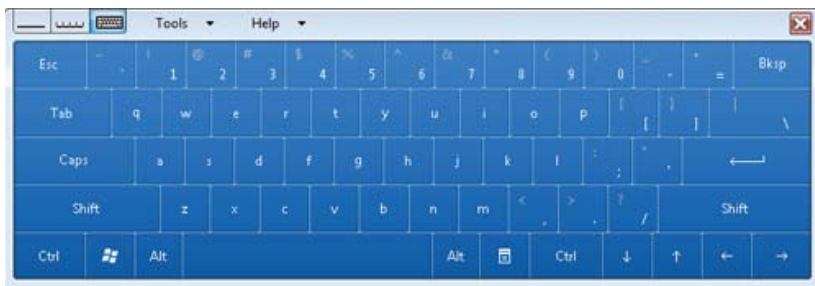 Tools Help
Esc ~ ` ! 1 @ 2 # 3 $ 4 % 5 ^ 6 & 7 * 8 ( 9 ) 0 _ - + = Bksp
Tab q w e r t y u i o p { [ } ] | \
Caps a s d f g h j k l : ; " '
Shift z x c v b n m < , > . ? / Shift
Ctrl Alt Alt Ctrl ↓ ↑ ← →